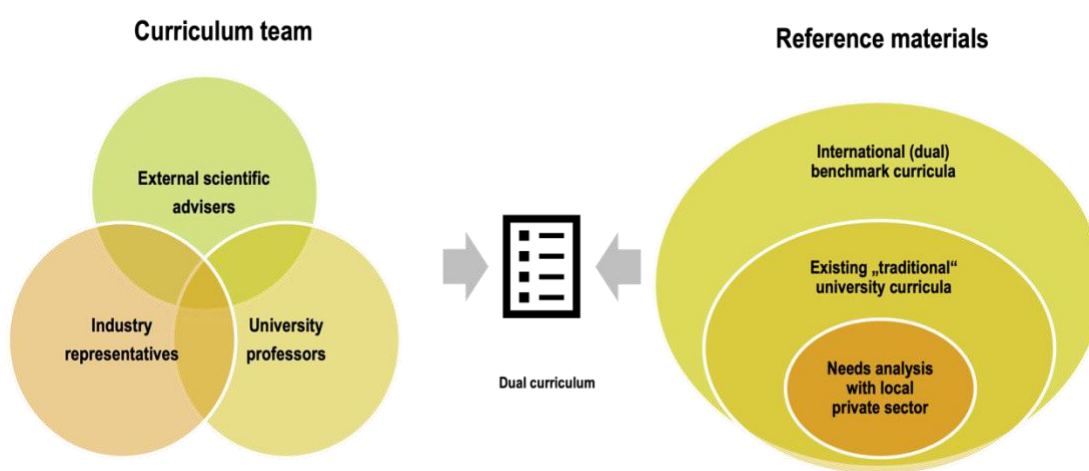 Curriculum team
External scientific
advisers
Industry
representatives
University
professors
Dual curriculum
Reference materials
International (dual)
benchmark curricula
Existing „traditional“
university curricula
Needs analysis
with local
private sector